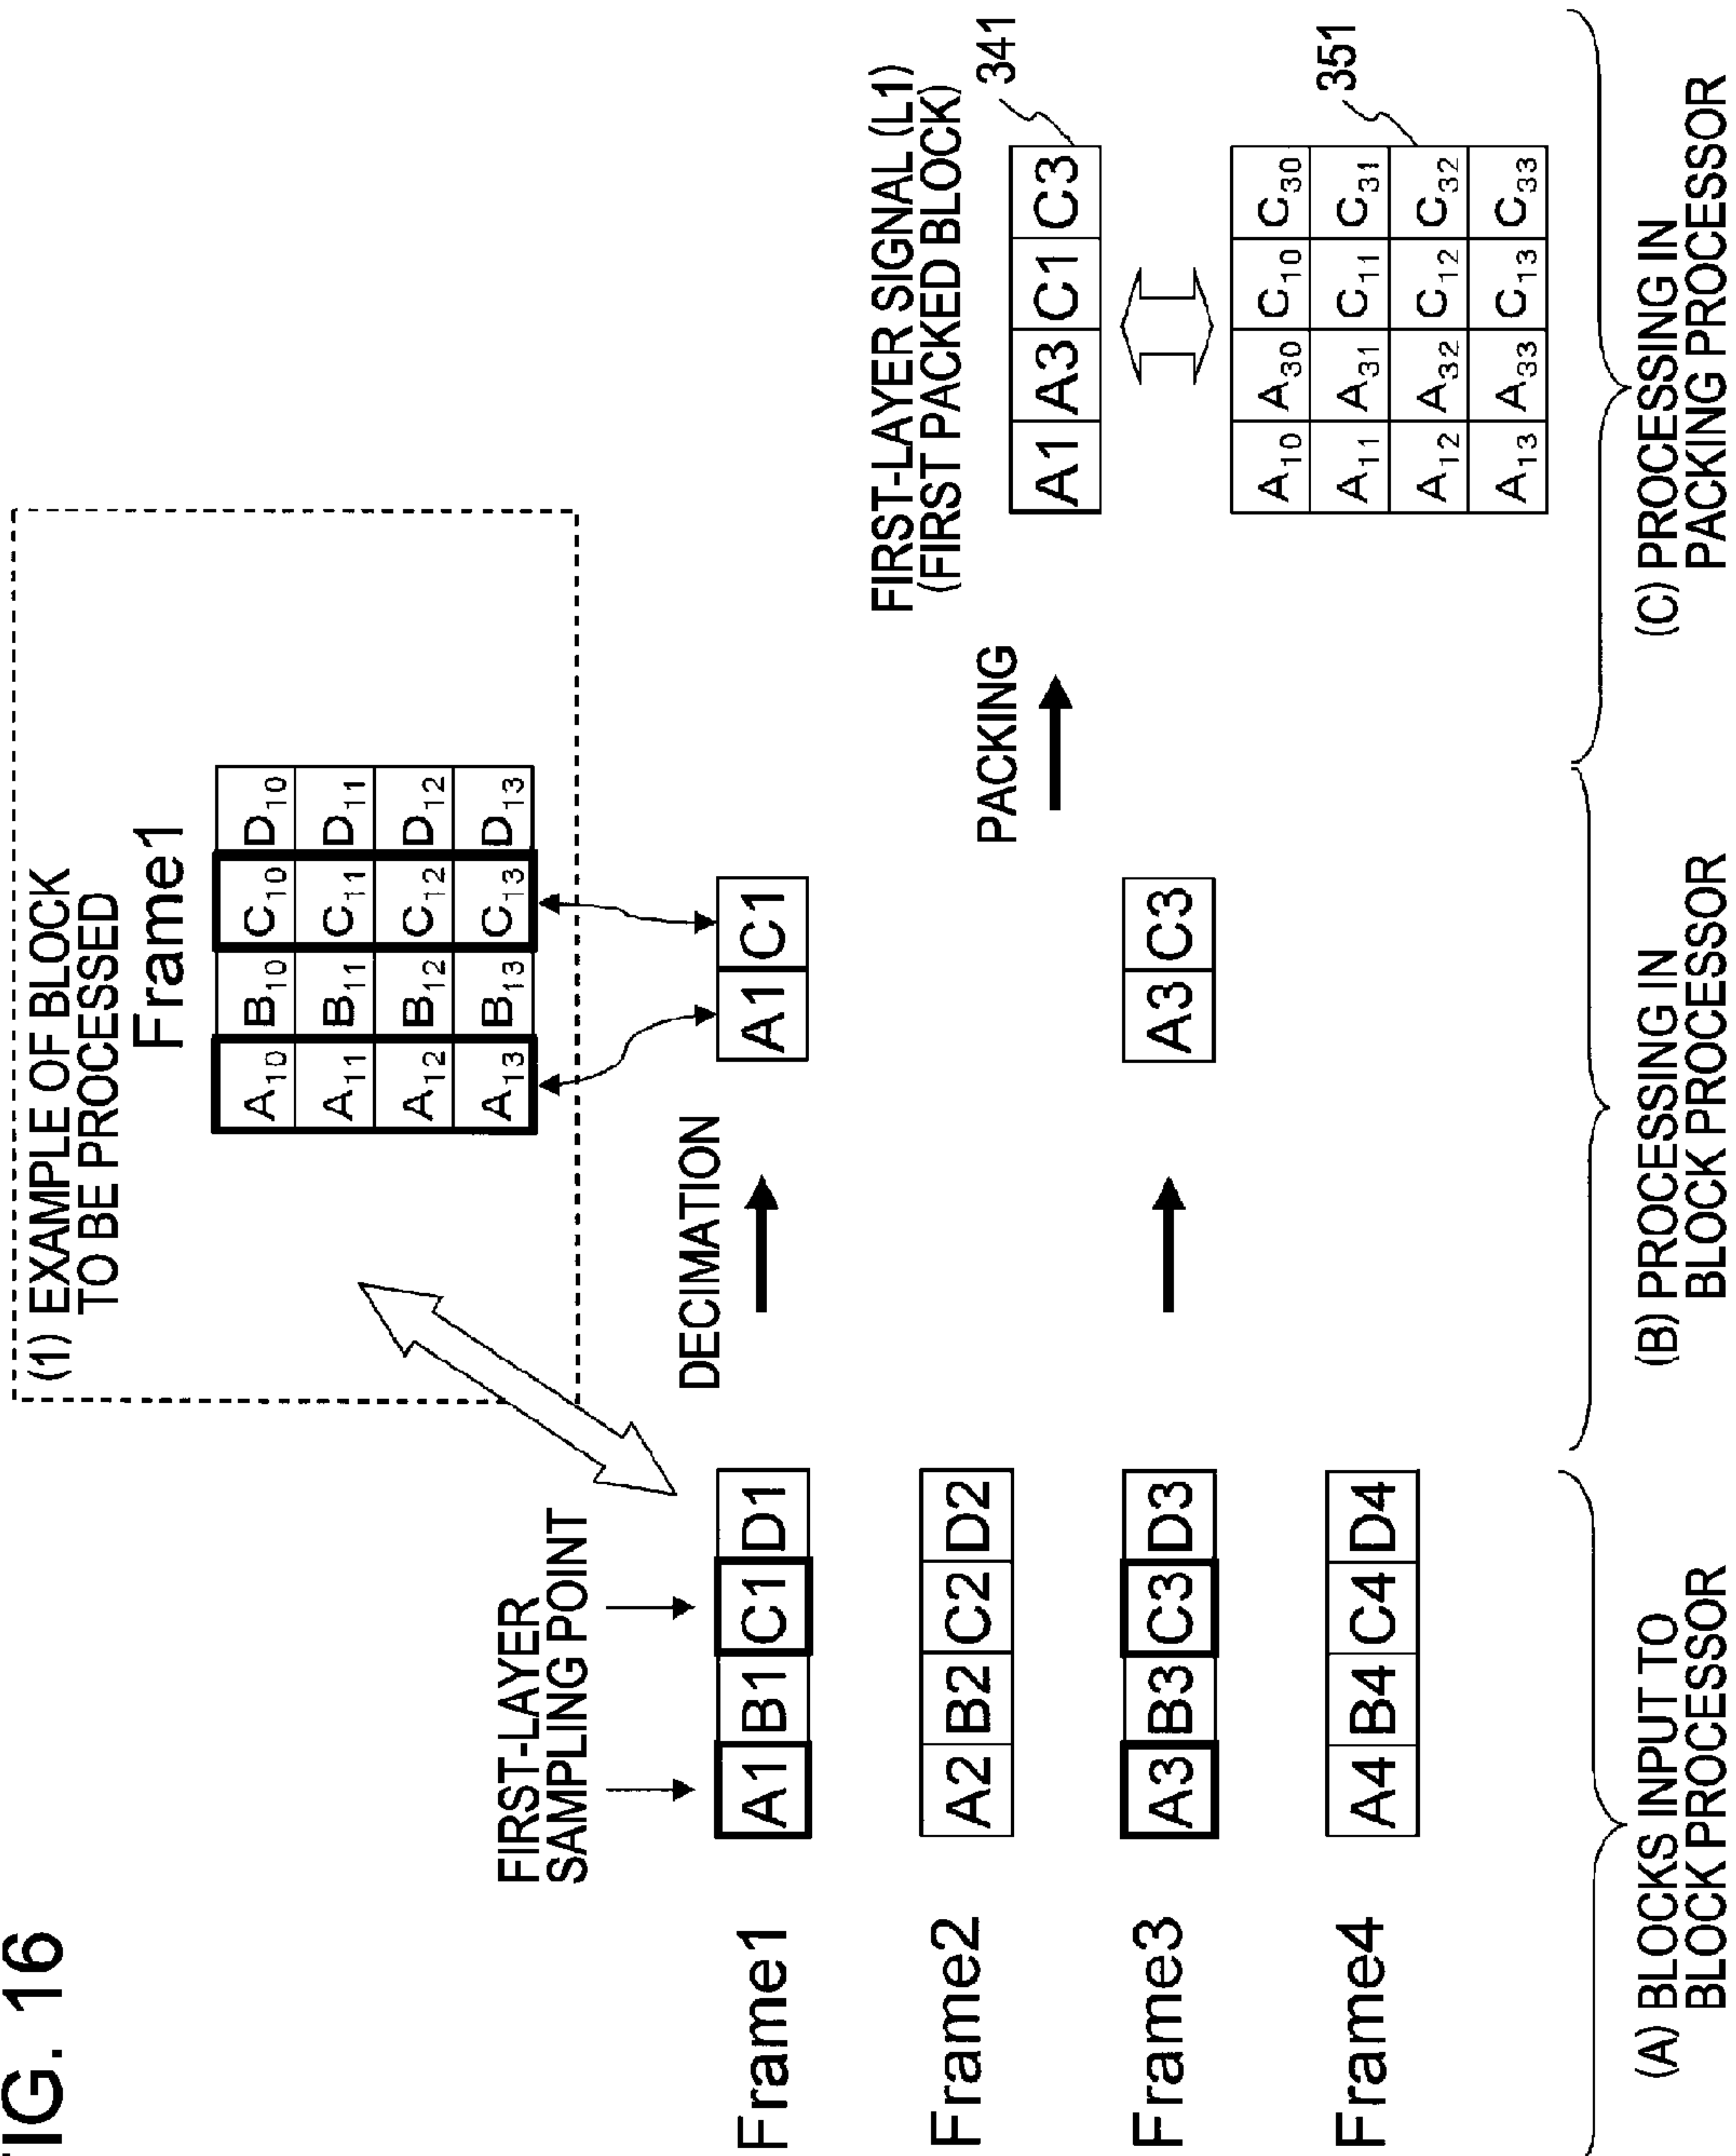 FIG. 16
(1) EXAMPLE OF BLOCK
TO BE PROCESSED
Frame1
A10 B10 C10 D10
A11 B11 C11 D11
A12 B12 C12 D12
A13 B13 C13 D13
FIRST-LAYER
SAMPLING POINT
DECIMATION
Frame1 A1 B1 C1 D1
A1 C1
Frame2 A2 B2 C2 D2
PACKING
Frame3 A3 B3 C3 D3
A3 C3
Frame4 A4 B4 C4 D4
FIRST-LAYER SIGNAL (L1)
(FIRST PACKED BLOCK)
341
A1 A3 C1 C3
351
A10 A30 C10 C30
A11 A31 C11 C31
A12 A32 C12 C32
A13 A33 C13 C33
(A) BLOCKS INPUT TO
BLOCK PROCESSOR
(B) PROCESSING IN
BLOCK PROCESSOR
(C) PROCESSING IN
PACKING PROCESSOR